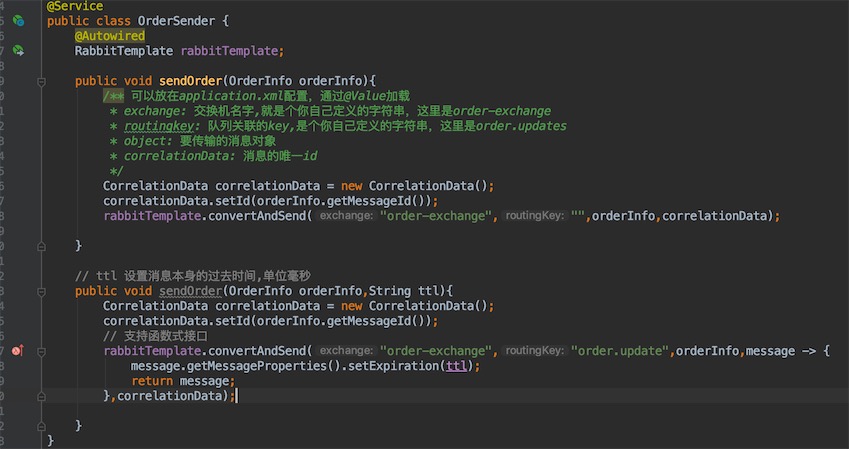 @Service
public class OrderSender {
@Autowired
RabbitTemplate rabbitTemplate;
public void sendOrder(OrderInfo orderInfo){
/** 可以放在application.xml配置, 通过@Value加载
* exchange: 交换机名字,就是个你自己定义的字符串, 这里是order-exchange
* routingkey: 队列关联的key,是个你自己定义的字符串, 这里是order.updates
* object: 要传输的消息对象
* correlationData: 消息的唯一id
*/
CorrelationData correlationData = new CorrelationData();
correlationData.setId(orderInfo.getMessageId());
rabbitTemplate.convertAndSend( exchange: "order-exchange", routingKey: "",orderInfo,correlationData);
}
// ttl 设置消息本身的过去时间,单位毫秒
public void sendOrder(OrderInfo orderInfo,String ttl){
CorrelationData correlationData = new CorrelationData();
correlationData.setId(orderInfo.getMessageId());
// 支持函数式接口
rabbitTemplate.convertAndSend( exchange: "order-exchange", routingKey: "order.update",orderInfo,message -> {
message.getMessageProperties().setExpiration(ttl);
return message;
},correlationData);
}
}